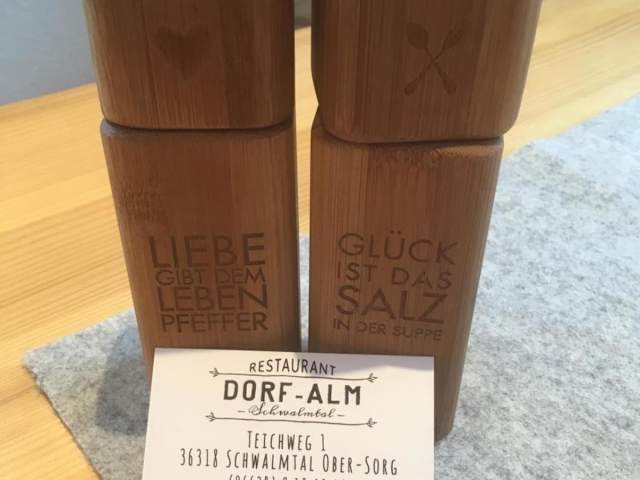 LIEBE
GIBT DEM
LEBEN
PFEFFER
GLÜCK
IST DAS
SALZ
IN DER SUPPE
RESTAURANT
DORF-ALM
- Schwalmtal -
TEICHWEG 1
36318 SCHWALMTAL OBER-SORG